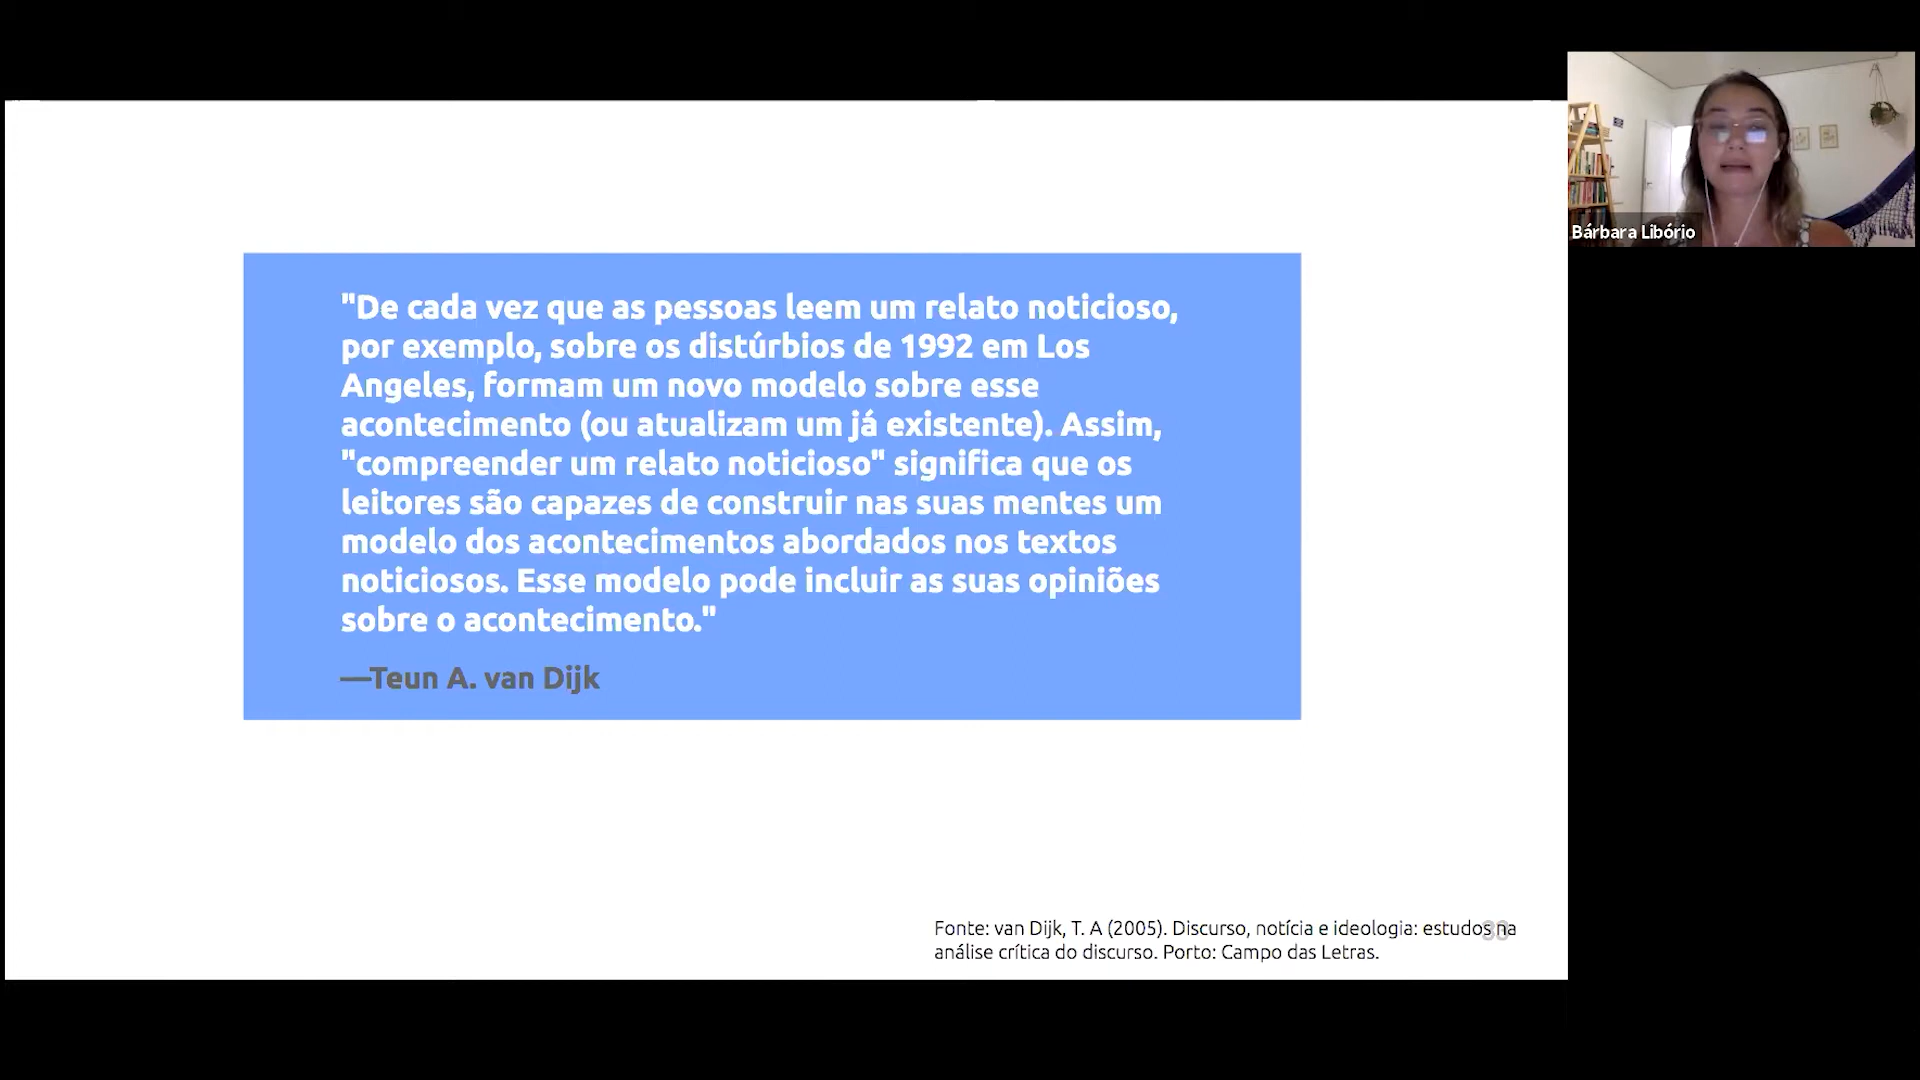 "De cada vez que as pessoas leem um relato noticioso,
por exemplo, sobre os distúrbios de 1992 em Los
Angeles, formam um novo modelo sobre esse
acontecimento (ou atualizam um já existente). Assim,
"compreender um relato noticioso" significa que os
leitores são capazes de construir nas suas mentes um
modelo dos acontecimentos abordados nos textos
noticiosos. Esse modelo pode incluir as suas opiniões
sobre o acontecimento."
—Teun A. van Dijk
Fonte: van Dijk, T. A (2005). Discurso, notícia e ideologia: estudos na
análise crítica do discurso. Porto: Campo das Letras.
Bárbara Libório